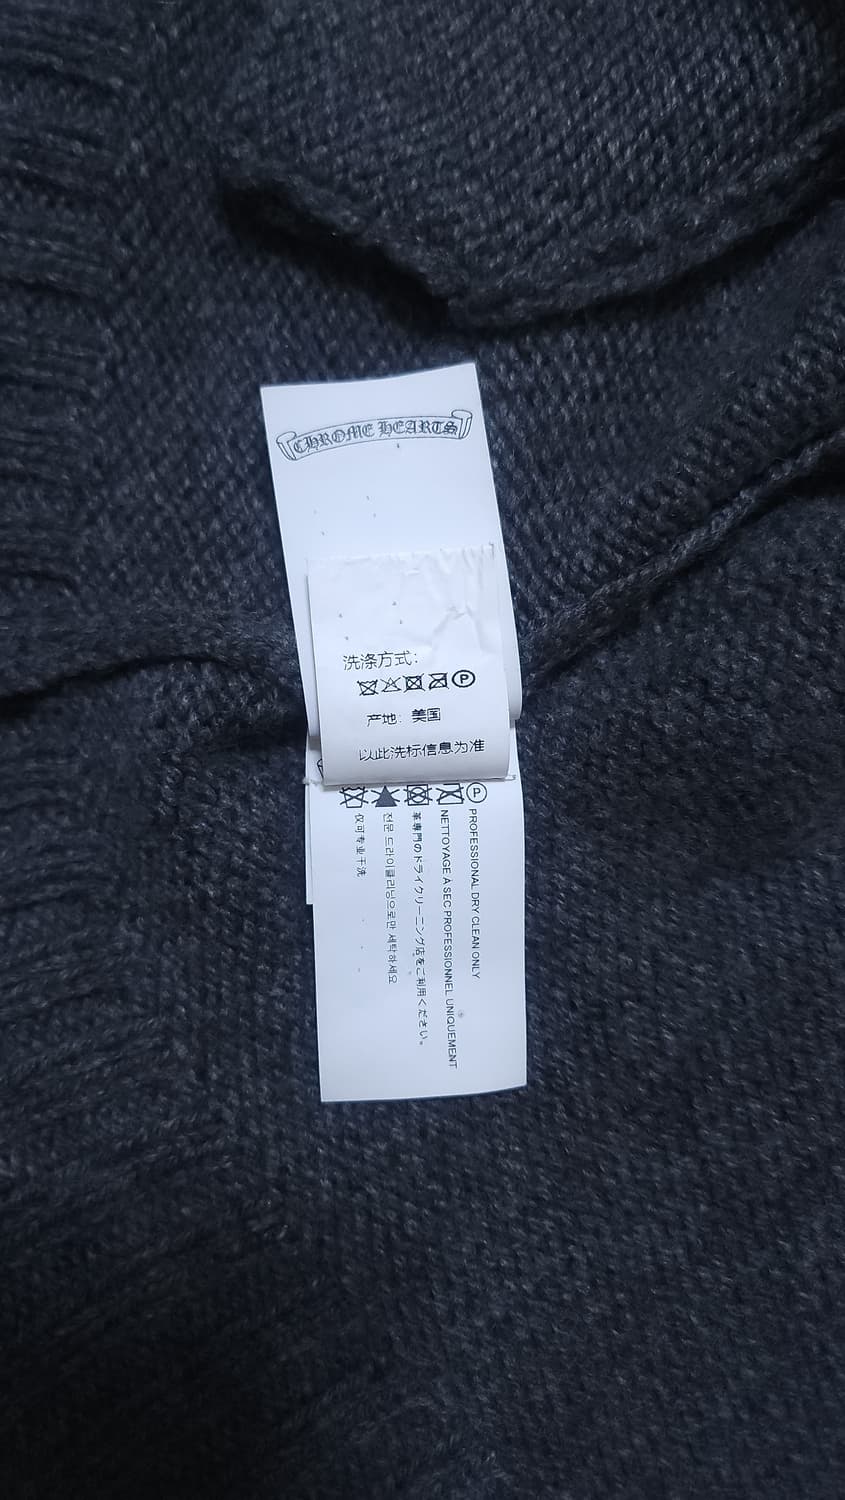 CHROME HEARTS
洗涤方式:
P
产地: 美国
以此洗标信息为准
P
PROFESSIONAL DRY CLEAN ONLY
NETTOYAGE À SEC PROFESSIONNEL UNIQUEMENT
革専門のドライクリーニング店をご利用ください。
전문 드라이클리닝으로만 세탁하세요
仅可专业干洗